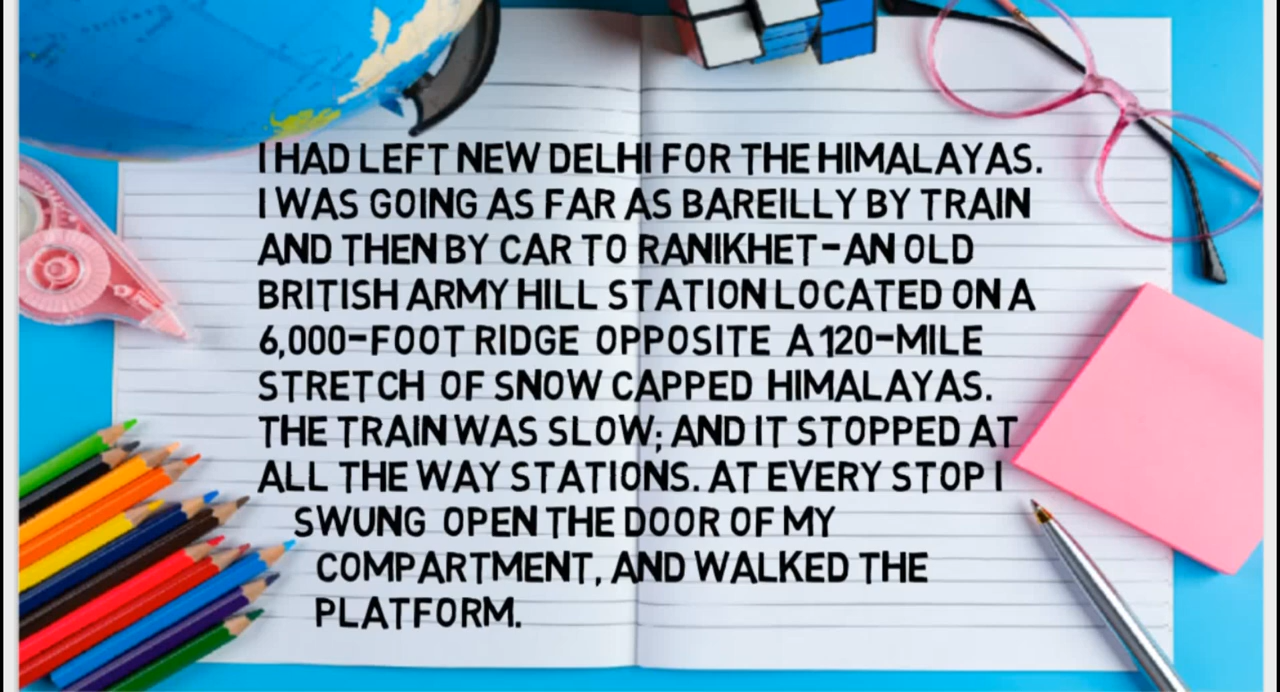 I HAD LEFT NEW DELHI FOR THE HIMALAYAS.
I WAS GOING AS FAR AS BAREILLY BY TRAIN
AND THEN BY CAR TO RANIKHET-AN OLD
BRITISH ARMY HILL STATION LOCATED ON A
6,000-FOOT RIDGE OPPOSITE A 120-MILE
STRETCH OF SNOW CAPPED HIMALAYAS.
THE TRAIN WAS SLOW; AND IT STOPPED AT
ALL THE WAY STATIONS. AT EVERY STOP I
SWUNG OPEN THE DOOR OF MY
COMPARTMENT, AND WALKED THE
PLATFORM.